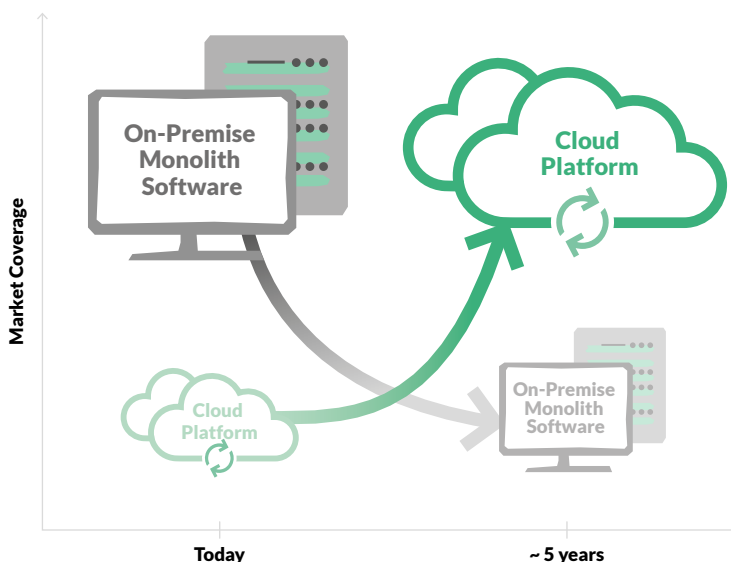 Market Coverage
On-Premise
Monolith
Software
Cloud
Platform
Cloud
Platform
On-Premise
Monolith
Software
Today
~ 5 years